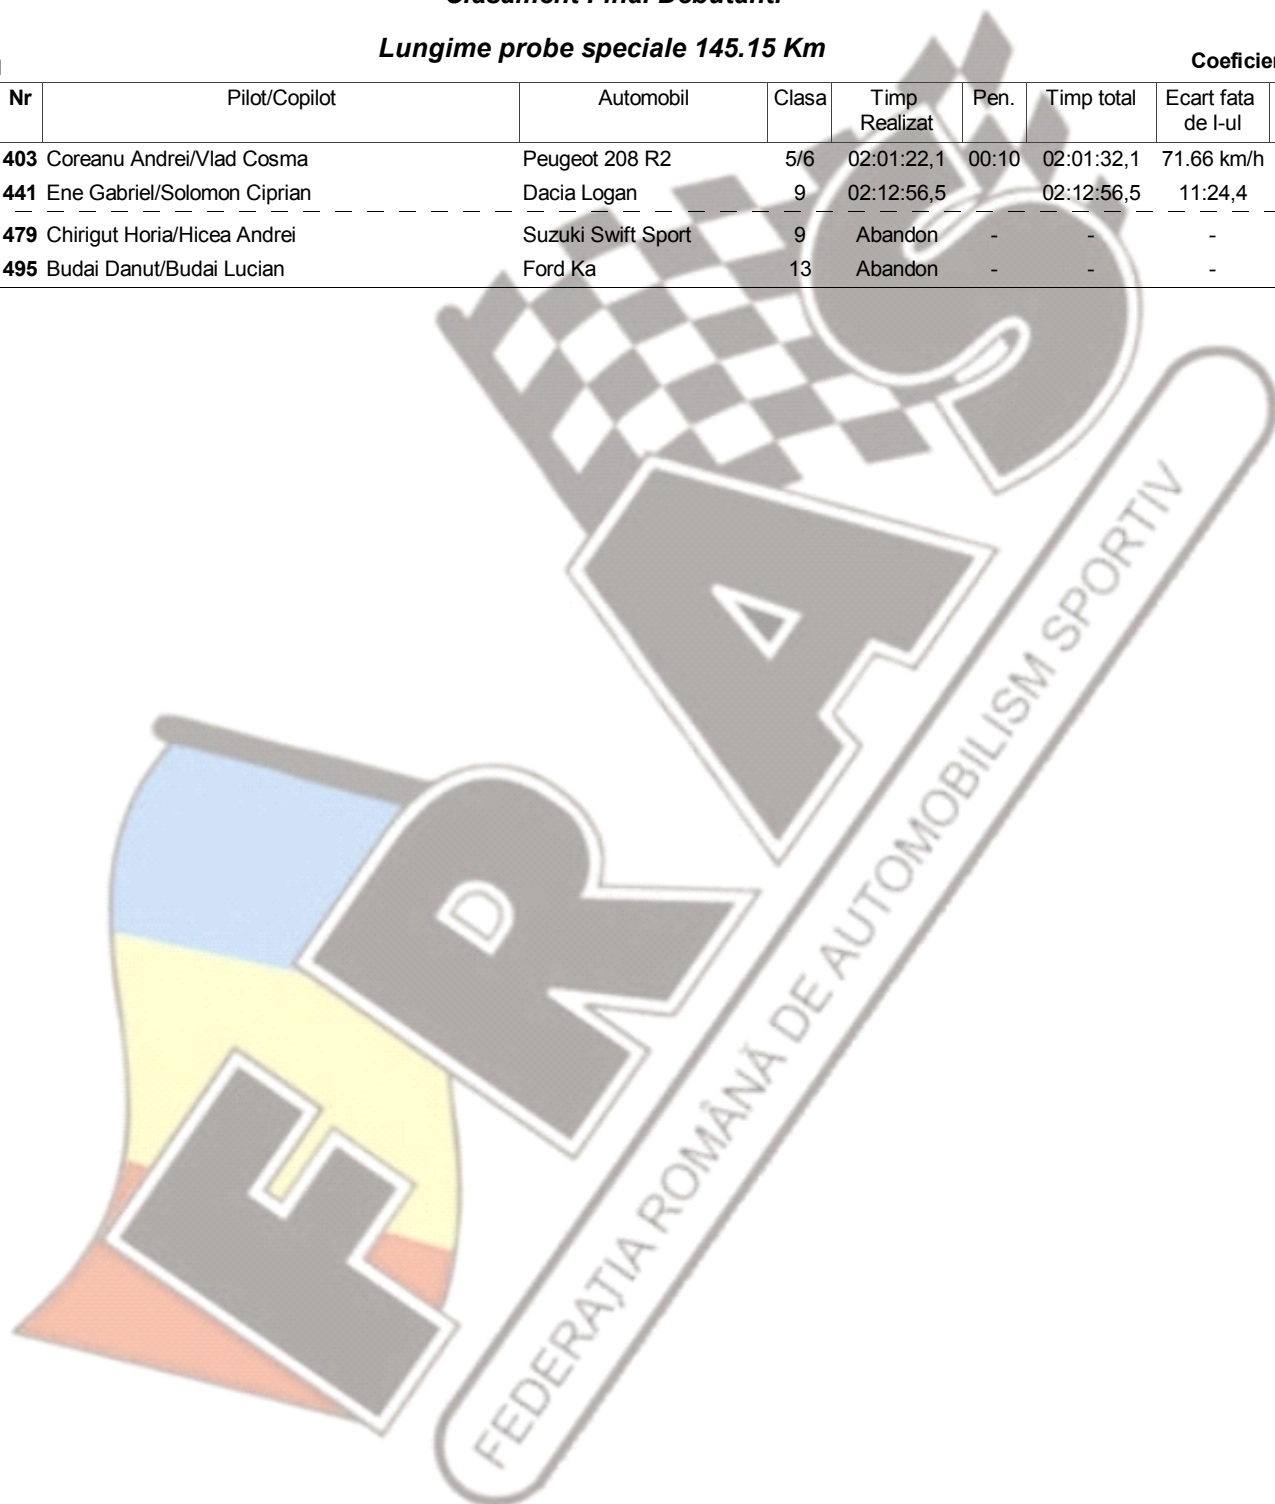 Lungime probe speciale 145.15 Km
Nr Pilot/Copilot Automobil Clasa Timp Realizat Pen. Timp total Ecart fata de I-ul
403 Coreanu Andrei/Vlad Cosma Peugeot 208 R2 5/6 02:01:22,1 00:10 02:01:32,1 71.66 km/h
441 Ene Gabriel/Solomon Ciprian Dacia Logan 9 02:12:56,5 02:12:56,5 11:24,4
479 Chirigut Horia/Hicea Andrei Suzuki Swift Sport 9 Abandon - - -
495 Budai Danut/Budai Lucian Ford Ka 13 Abandon - - -
FRAS
FEDERAȚIA ROMÂNĂ DE AUTOMOBILISM SPORTIV